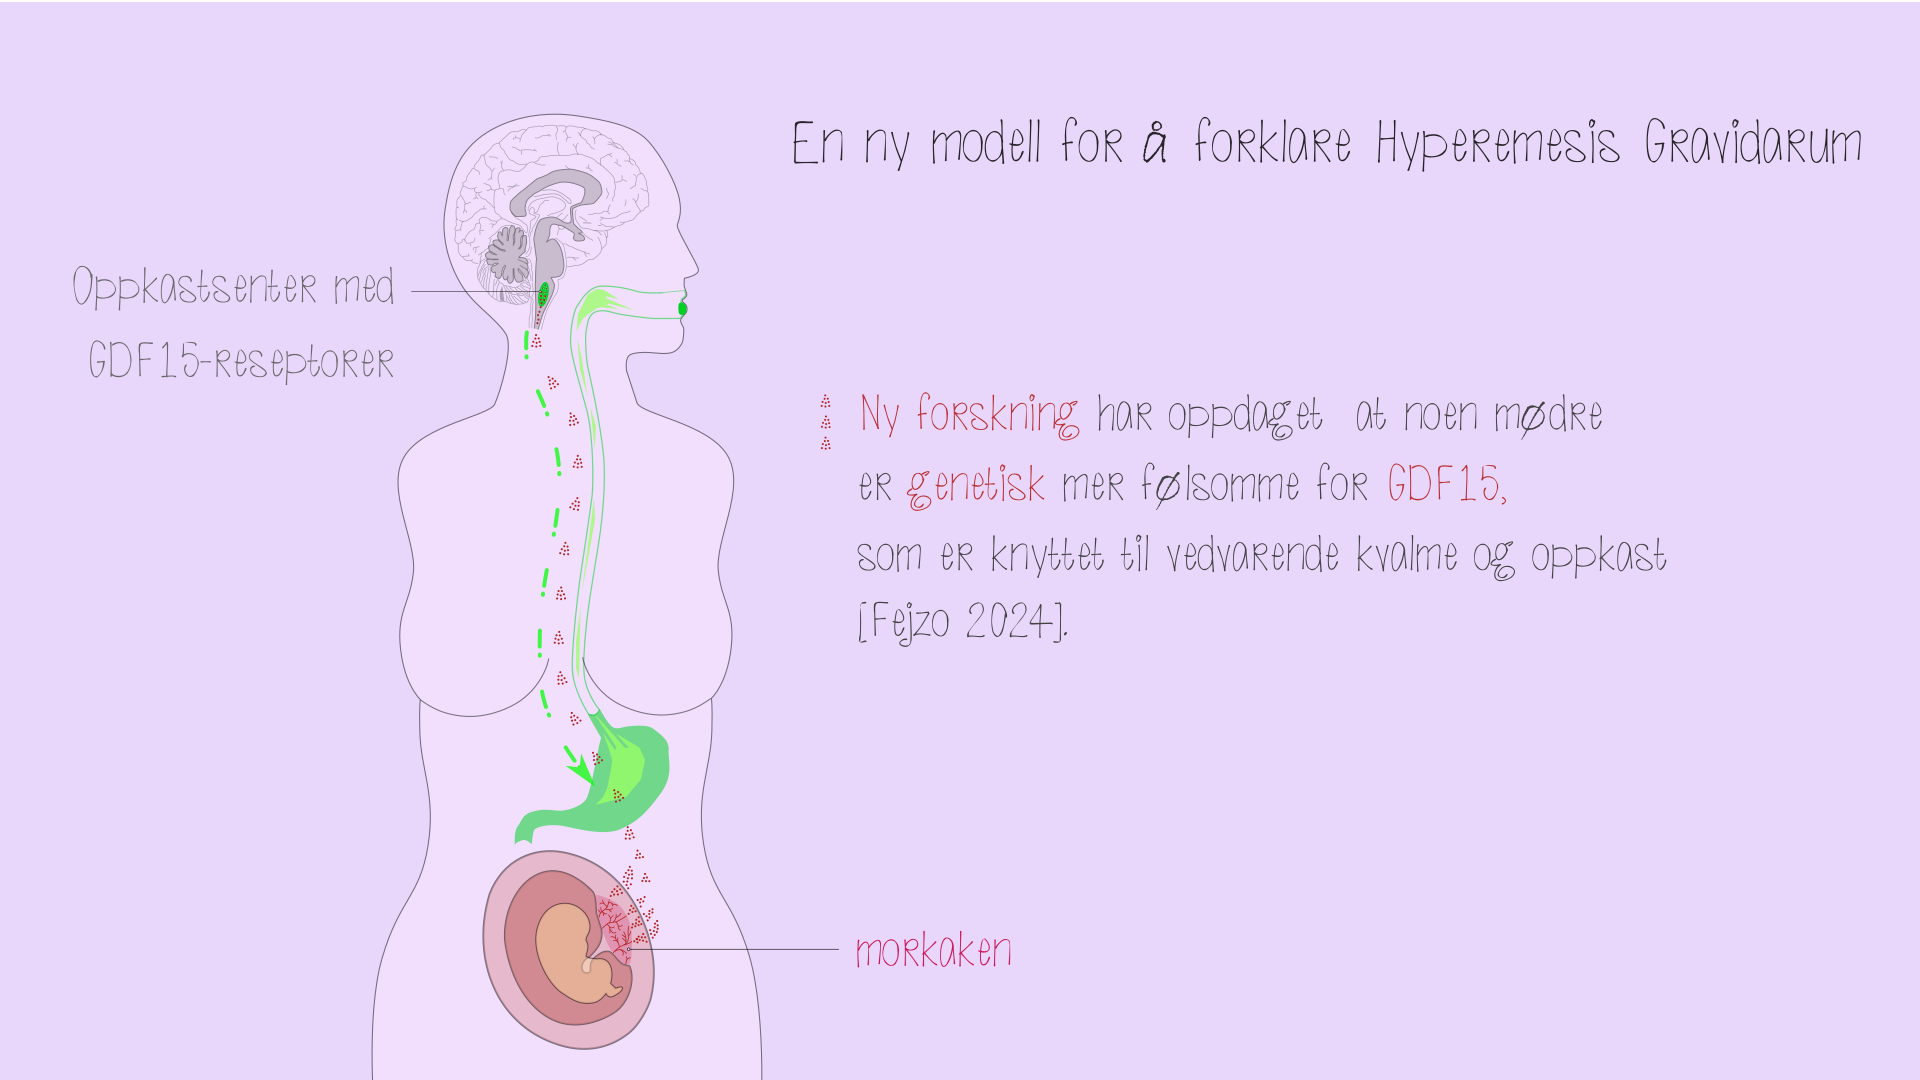 En ny modell for å forklare Hyperemesis Gravidarum
Oppkastsenter med
GDF15-reseptorer
Ny forskning har oppdaget at noen mødre
er genetisk mer følsomme for GDF15,
som er knyttet til vedvarende kvalme og oppkast
[Fejzo 2024].
morkaken